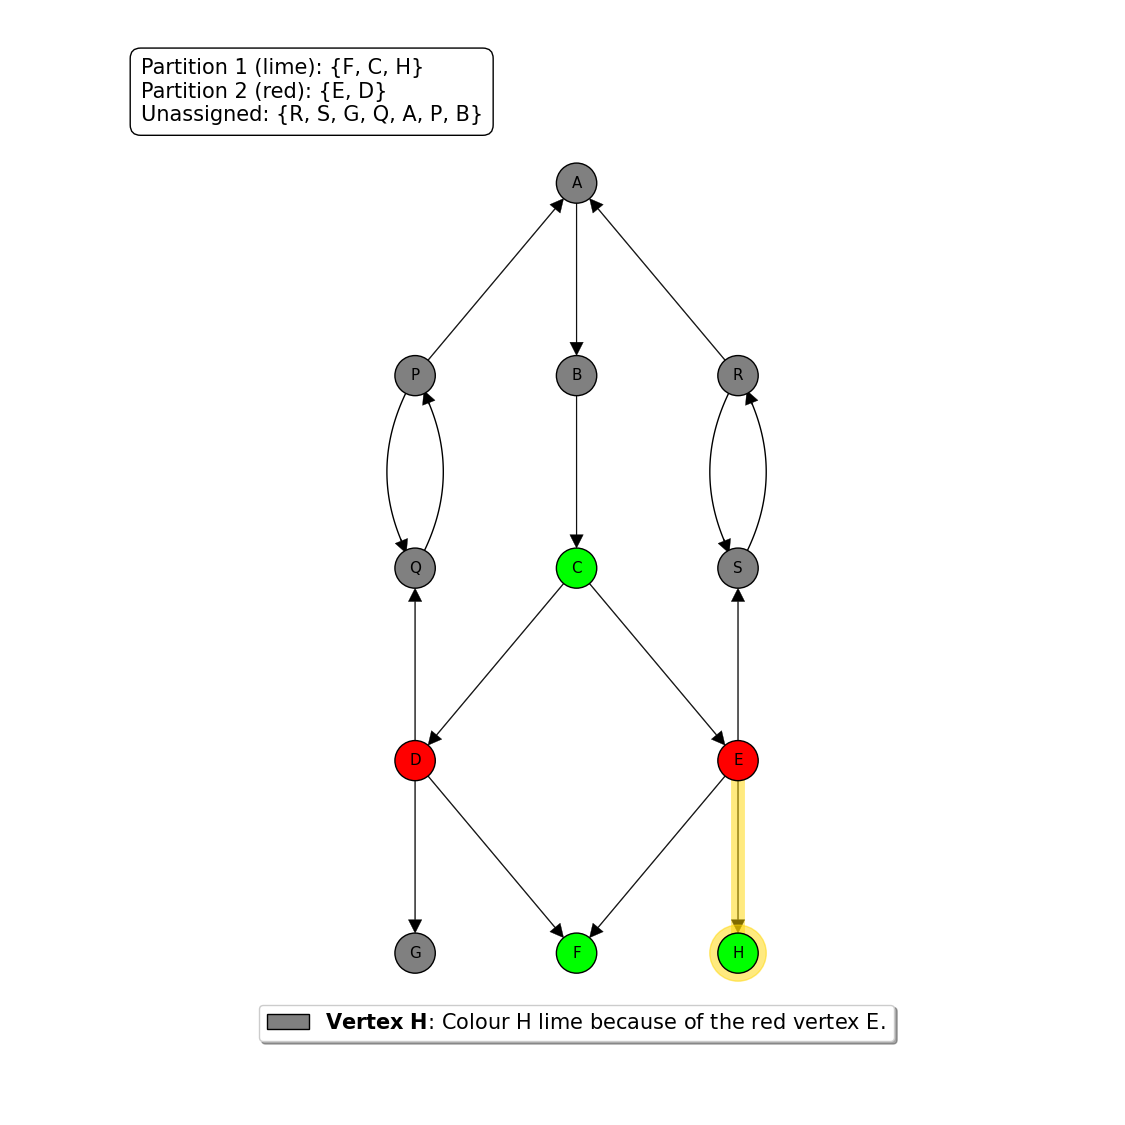 Partition 1 (lime): {F, C, H}
Partition 2 (red): {E, D}
Unassigned: {R, S, G, Q, A, P, B}
A
P
B
R
Q
C
S
D
E
G
F
H
Vertex H: Colour H lime because of the red vertex E.